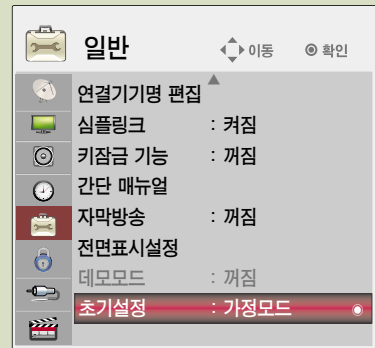 일반 이동 확인
연결기기명 편집
심플링크 : 켜짐
키잠금 기능 : 꺼짐
간단 매뉴얼
자막방송 : 꺼짐
전면표시설정
데모모드 : 꺼짐
초기설정 : 가정모드